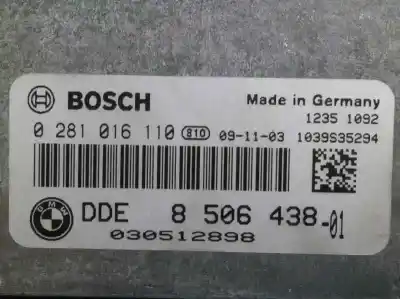 BOSCH
Made in Germany
1235 1092
0 281 016 110 810 09-11-03 1039S35294
BMW
DDE 8 506 438-01
030512898